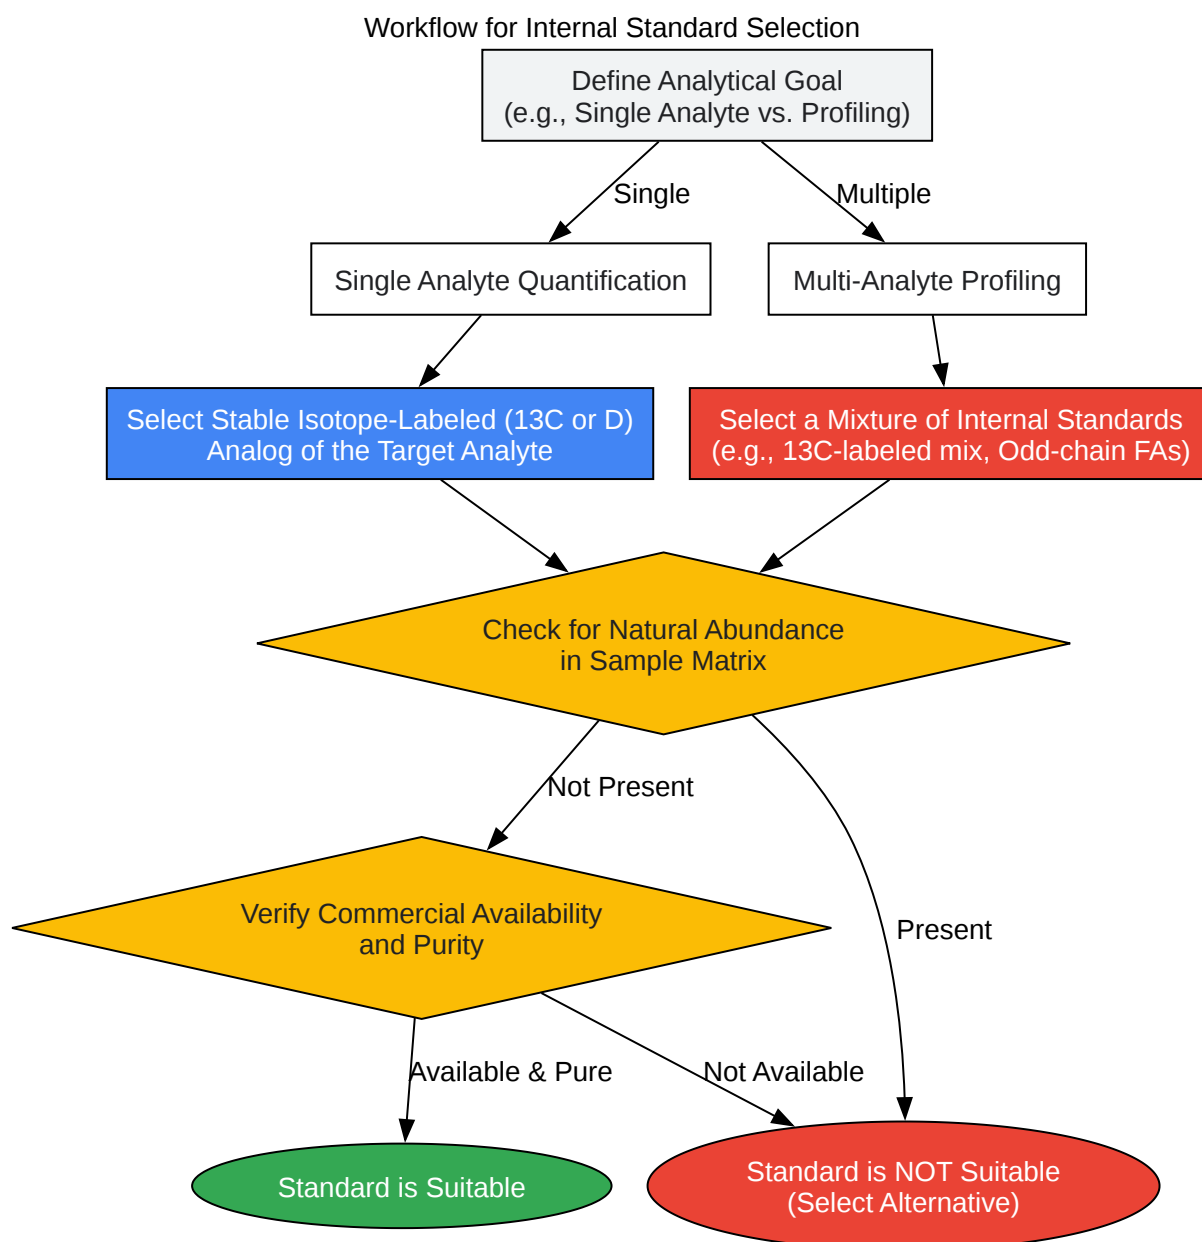 Workflow for Internal Standard Selection
Define Analytical Goal
(e.g., Single Analyte vs. Profiling)
Single
Multiple
Single Analyte Quantification
Multi-Analyte Profiling
Select Stable Isotope-Labeled (13C or D)
Analog of the Target Analyte
Select a Mixture of Internal Standards
(e.g., 13C-labeled mix, Odd-chain FAs)
Check for Natural Abundance
in Sample Matrix
Not Present
Verify Commercial Availability
and Purity
Present
Available & Pure
Not Available
Standard is Suitable
Standard is NOT Suitable
(Select Alternative)